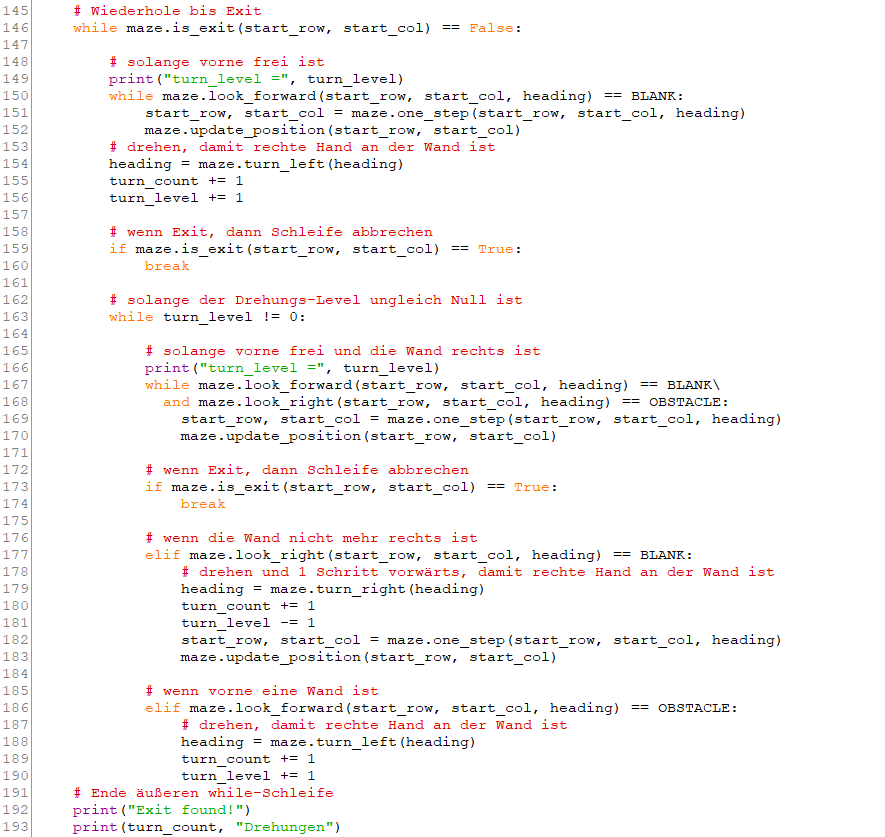 145     # Wiederhole bis Exit
146     while maze.is_exit(start_row, start_col) == False:
147
148         # solange vorne frei ist
149         print("turn_level =", turn_level)
150         while maze.look_forward(start_row, start_col, heading) == BLANK:
151             start_row, start_col = maze.one_step(start_row, start_col, heading)
152             maze.update_position(start_row, start_col)
153         # drehen, damit rechte Hand an der Wand ist
154         heading = maze.turn_left(heading)
155         turn_count += 1
156         turn_level += 1
157
158         # wenn Exit, dann Schleife abbrechen
159         if maze.is_exit(start_row, start_col) == True:
160             break
161
162         # solange der Drehungs-Level ungleich Null ist
163         while turn_level != 0:
164
165             # solange vorne frei und die Wand rechts ist
166             print("turn_level =", turn_level)
167             while maze.look_forward(start_row, start_col, heading) == BLANK\
168               and maze.look_right(start_row, start_col, heading) == OBSTACLE:
169                 start_row, start_col = maze.one_step(start_row, start_col, heading)
170                 maze.update_position(start_row, start_col)
171
172             # wenn Exit, dann Schleife abbrechen
173             if maze.is_exit(start_row, start_col) == True:
174                 break
175
176             # wenn die Wand nicht mehr rechts ist
177             elif maze.look_right(start_row, start_col, heading) == BLANK:
178                 # drehen und 1 Schritt vorwärts, damit rechte Hand an der Wand ist
179                 heading = maze.turn_right(heading)
180                 turn_count += 1
181                 turn_level -= 1
182                 start_row, start_col = maze.one_step(start_row, start_col, heading)
183                 maze.update_position(start_row, start_col)
184
185             # wenn vorne eine Wand ist
186             elif maze.look_forward(start_row, start_col, heading) == OBSTACLE:
187                 # drehen, damit rechte Hand an der Wand ist
188                 heading = maze.turn_left(heading)
189                 turn_count += 1
190                 turn_level += 1
191     # Ende äußeren while-Schleife
192     print("Exit found!")
193     print(turn_count, "Drehungen")